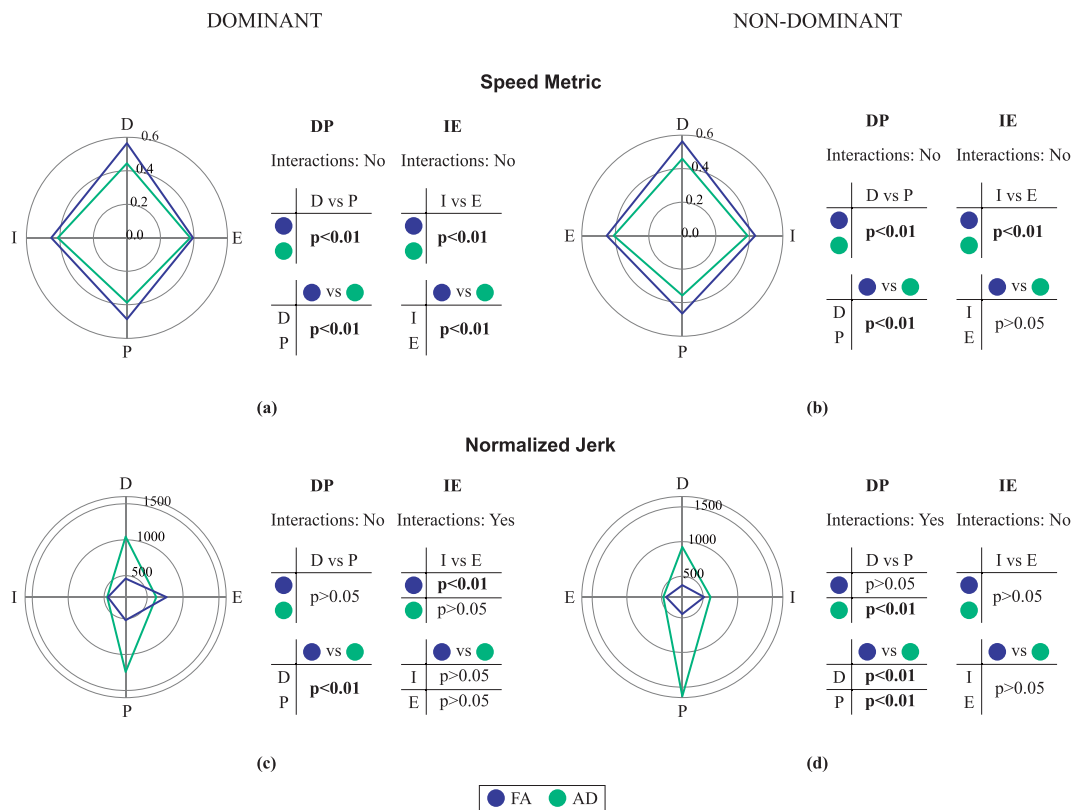 DOMINANT
NON-DOMINANT
Speed Metric
D
0.6
0.4
0.2
0.0
I
E
P
DP
IE
Interactions: No
Interactions: No
D vs P
I vs E
p<0.01
p<0.01
vs
vs
D
P
p<0.01
I
E
p<0.01
(a)
D
0.6
0.4
0.2
0.0
E
I
P
DP
IE
Interactions: No
Interactions: No
D vs P
I vs E
p<0.01
p<0.01
vs
vs
D
P
p<0.01
I
E
p>0.05
(b)
Normalized Jerk
D
1500
1000
500
I
E
P
DP
IE
Interactions: No
Interactions: Yes
D vs P
I vs E
p>0.05
p<0.01
p>0.05
vs
vs
D
P
p<0.01
I
p>0.05
E
p>0.05
(c)
D
1500
1000
500
E
I
P
DP
IE
Interactions: Yes
Interactions: No
D vs P
I vs E
p>0.05
p<0.01
p>0.05
vs
vs
D
p<0.01
P
p<0.01
I
E
p>0.05
(d)
FA
AD